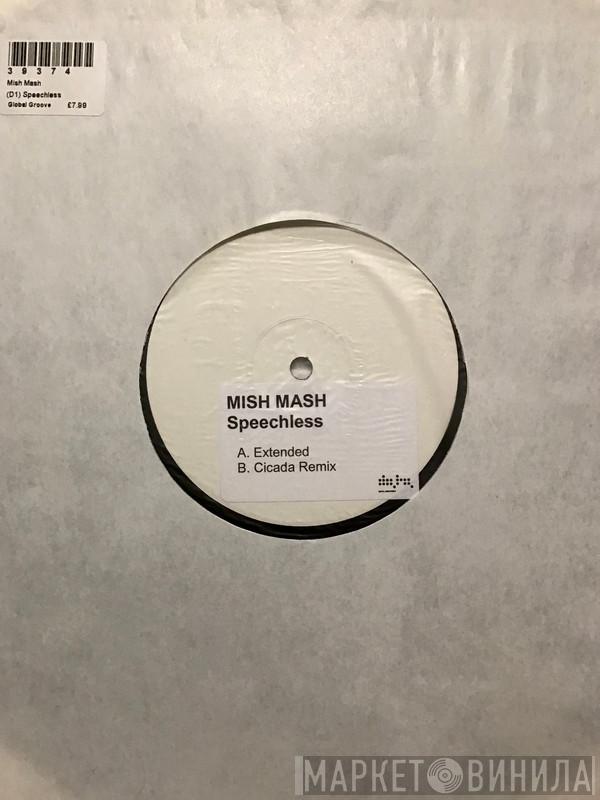 39374
Mish Mash
(D1) Speechless
Global Groove £7.99
MISH MASH
Speechless
A. Extended
B. Cicada Remix
МАРКЕТ ВИНИЛА